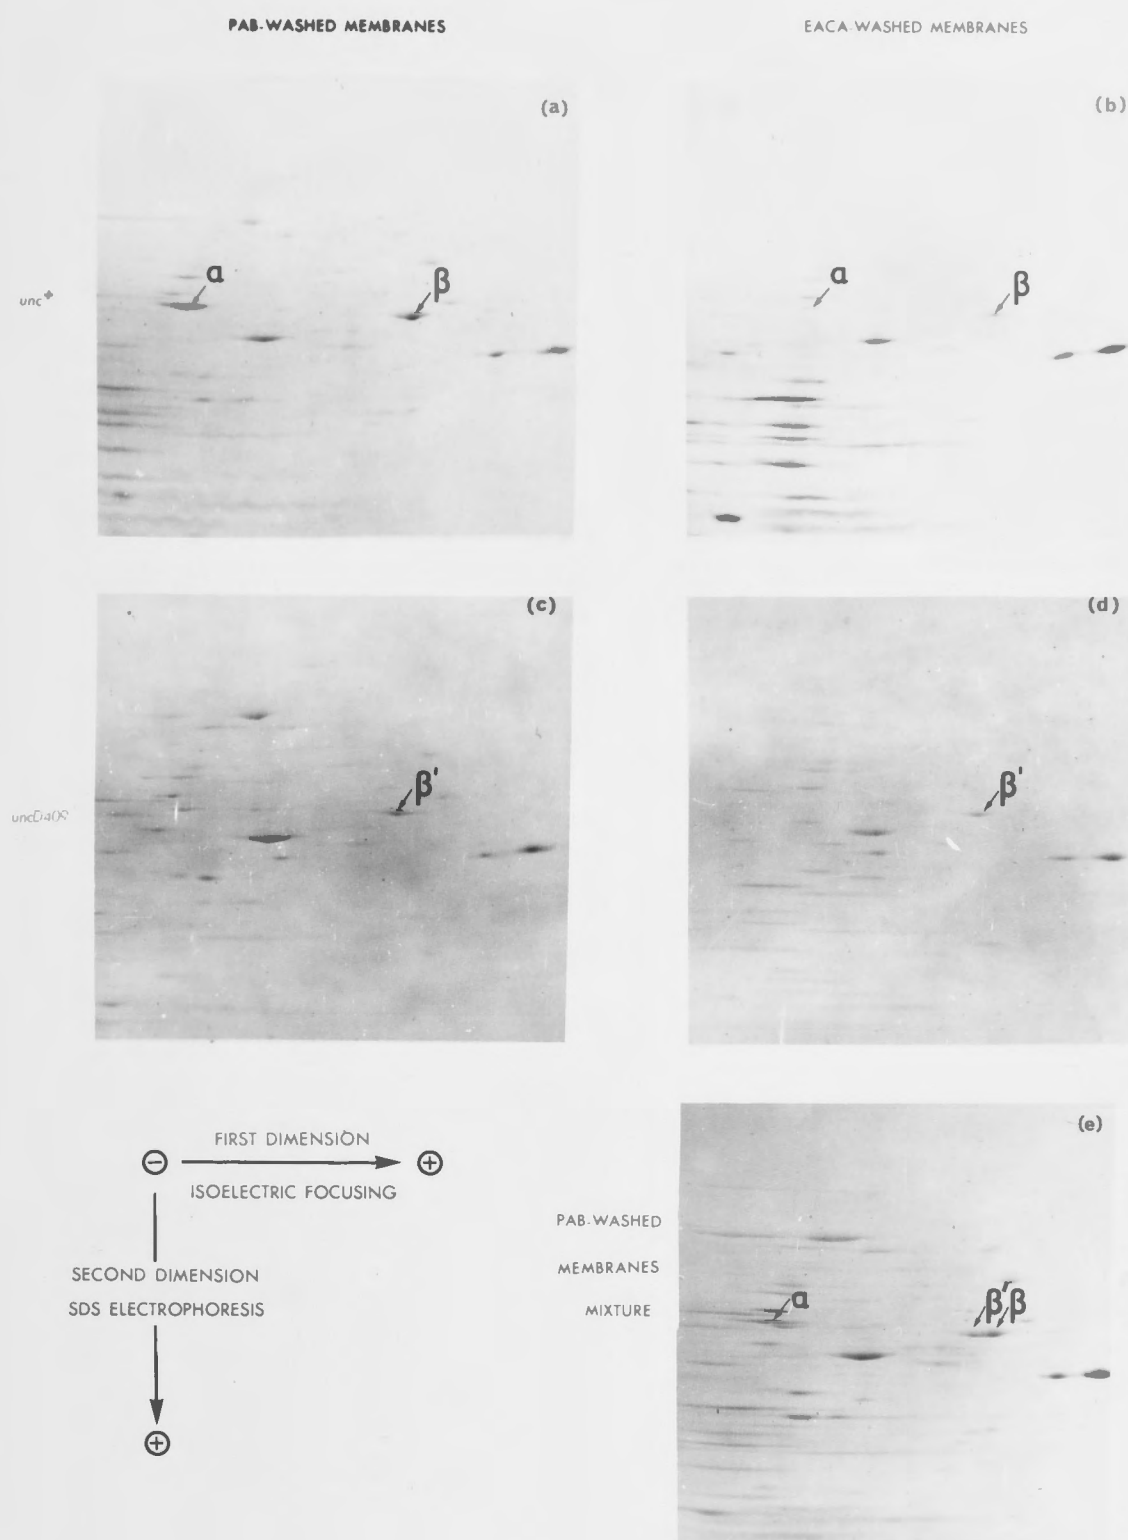 PAB-WASHED MEMBRANES
EACA-WASHED MEMBRANES
(a)
(b)
unc+
α
β
α
β
(c)
(d)
uncD409
β'
β'
(e)
FIRST DIMENSION
⊖ ⊕
ISOELECTRIC FOCUSING
PAB-WASHED
MEMBRANES
MIXTURE
SECOND DIMENSION
SDS ELECTROPHORESIS
α
β'β
⊕